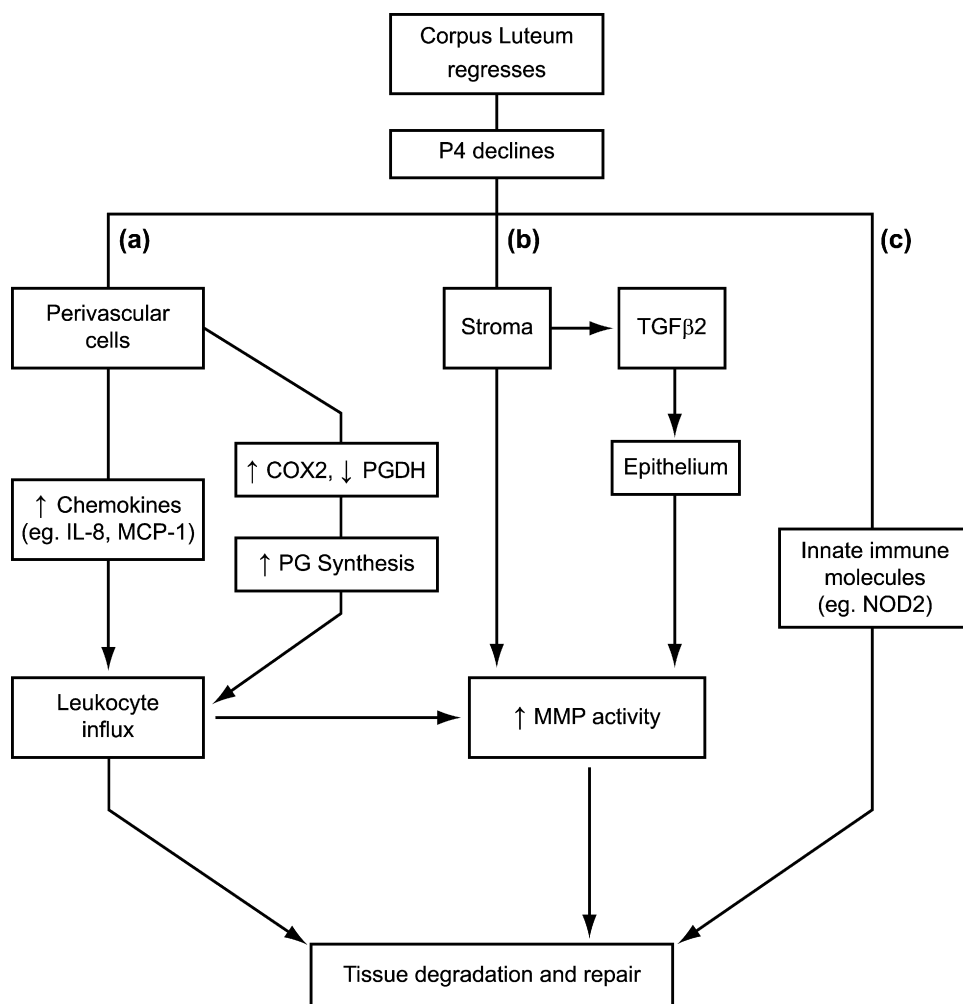 Corpus Luteum
regresses
P4 declines
(a)
(b)
(c)
Perivascular
cells
Stroma
TGFβ2
↑ COX2, ↓ PGDH
Epithelium
↑ Chemokines
(eg. IL-8, MCP-1)
↑ PG Synthesis
Innate immune
molecules
(eg. NOD2)
Leukocyte
influx
↑ MMP activity
Tissue degradation and repair